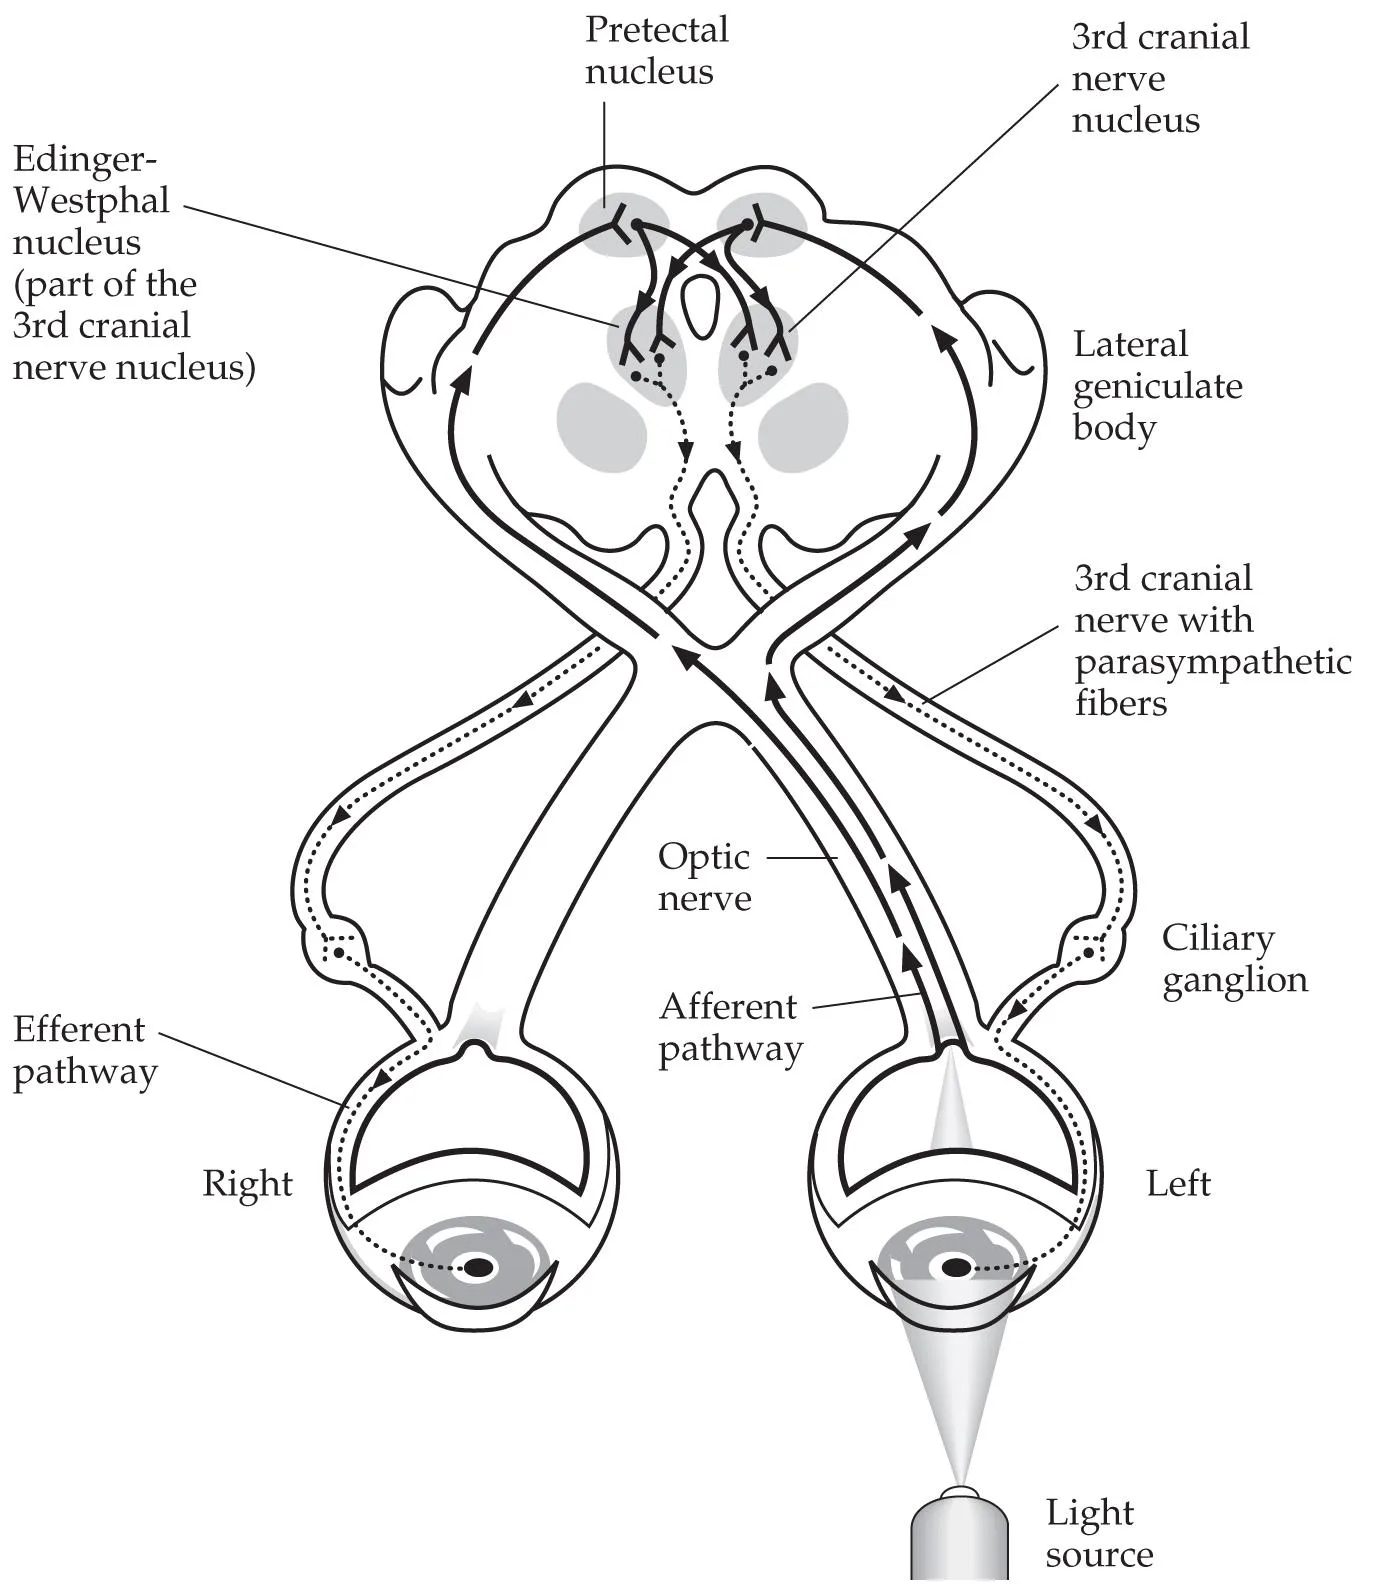 Pretectal
nucleus
3rd cranial
nerve
nucleus
Edinger-
Westphal
nucleus
(part of the
3rd cranial
nerve nucleus)
Lateral
geniculate
body
3rd cranial
nerve with
parasympathetic
fibers
Optic
nerve
Ciliary
ganglion
Afferent
pathway
Efferent
pathway
Right
Left
Light
source